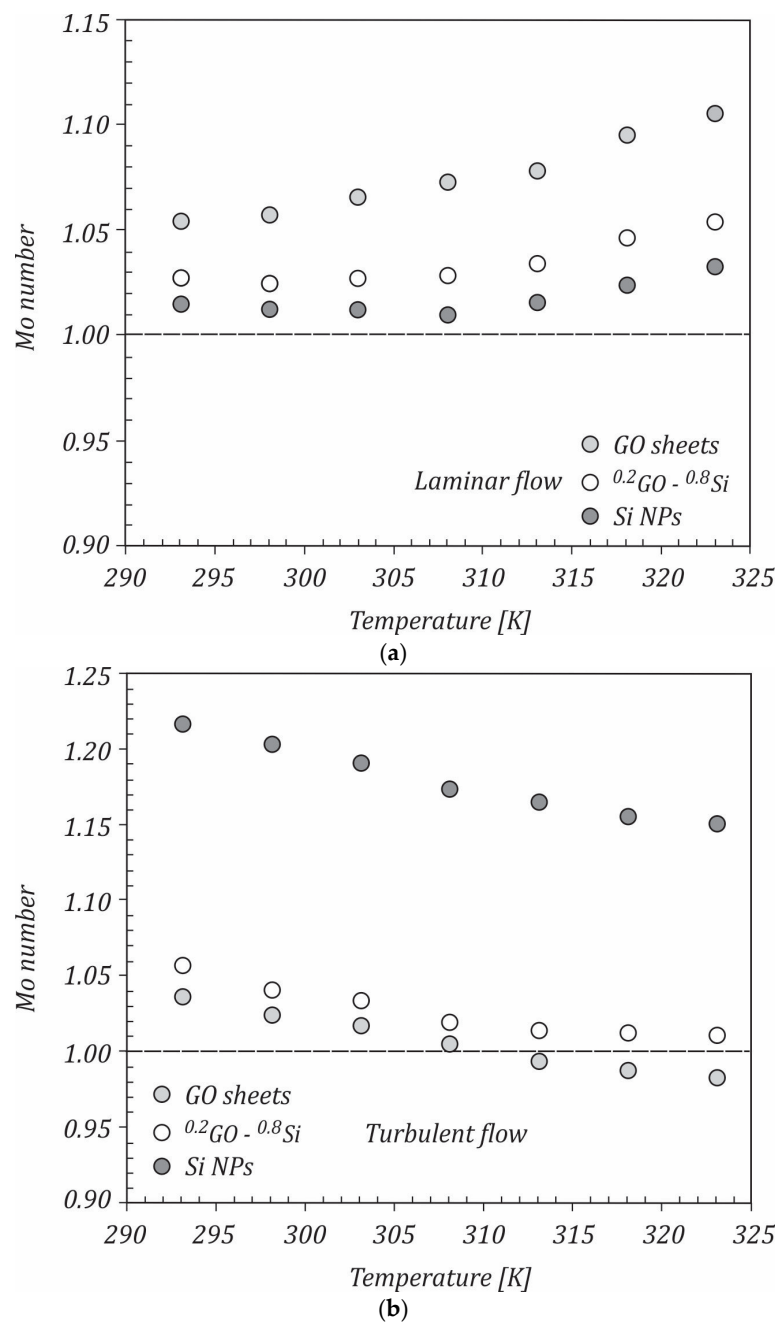 1.15
1.10
1.05
1.00
0.95
0.90
Mo number
GO sheets
Laminar flow
0.2GO - 0.8Si
Si NPs
290 295 300 305 310 315 320 325
Temperature [K]
(a)
1.25
1.20
1.15
1.10
1.05
1.00
0.95
0.90
Mo number
GO sheets
0.2GO - 0.8Si
Turbulent flow
Si NPs
290 295 300 305 310 315 320 325
Temperature [K]
(b)